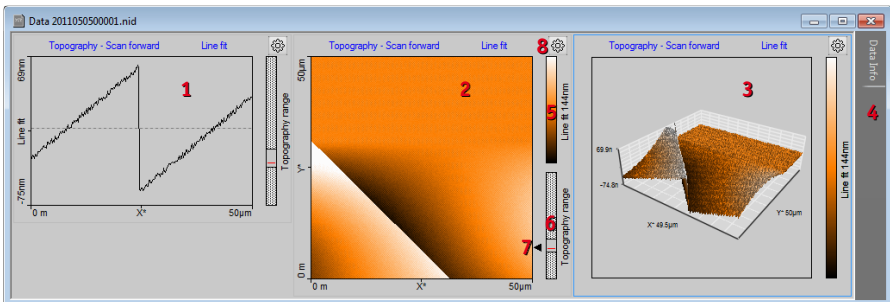 Data 2011050500001.nid
Topography - Scan forward Line fit
69nm
Line fit
-75nm
0 m X* 50µm
Topography range
1
Topography - Scan forward Line fit
8
50µm
Y*
0 m
0 m X* 50µm
2
5
Line fit 144nm
6
Topography range
7
Topography - Scan forward Line fit
3
69.9n
-74.8n
X~ 49.5µm
Y~ 50µm
Line fit 144nm
Data Info
4